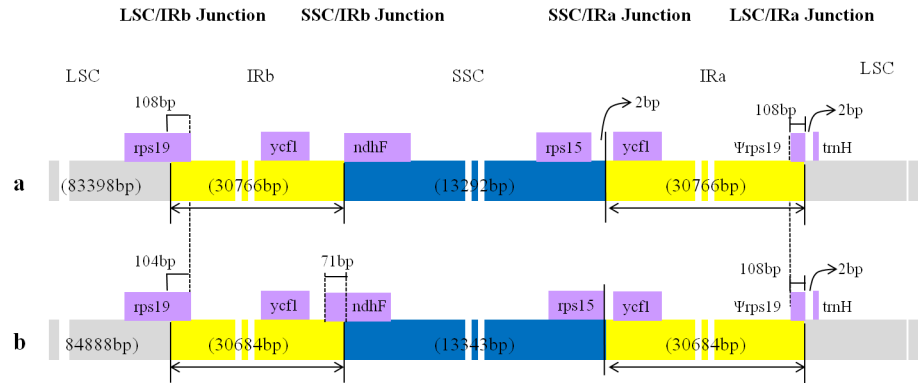 LSC/IRb Junction SSC/IRb Junction SSC/IRa Junction LSC/IRa Junction
LSC IRb SSC IRa LSC
108bp 2bp 108bp 2bp
rps19 ycf1 ndhF rps15 ycf1 Ψrps19 trnH
a (83398bp) (30766bp) (13292bp) (30766bp)
104bp 71bp 108bp 2bp
rps19 ycf1 ndhF rps15 ycf1 Ψrps19 trnH
b 84888bp) (30684bp) (13343bp) (30684bp)